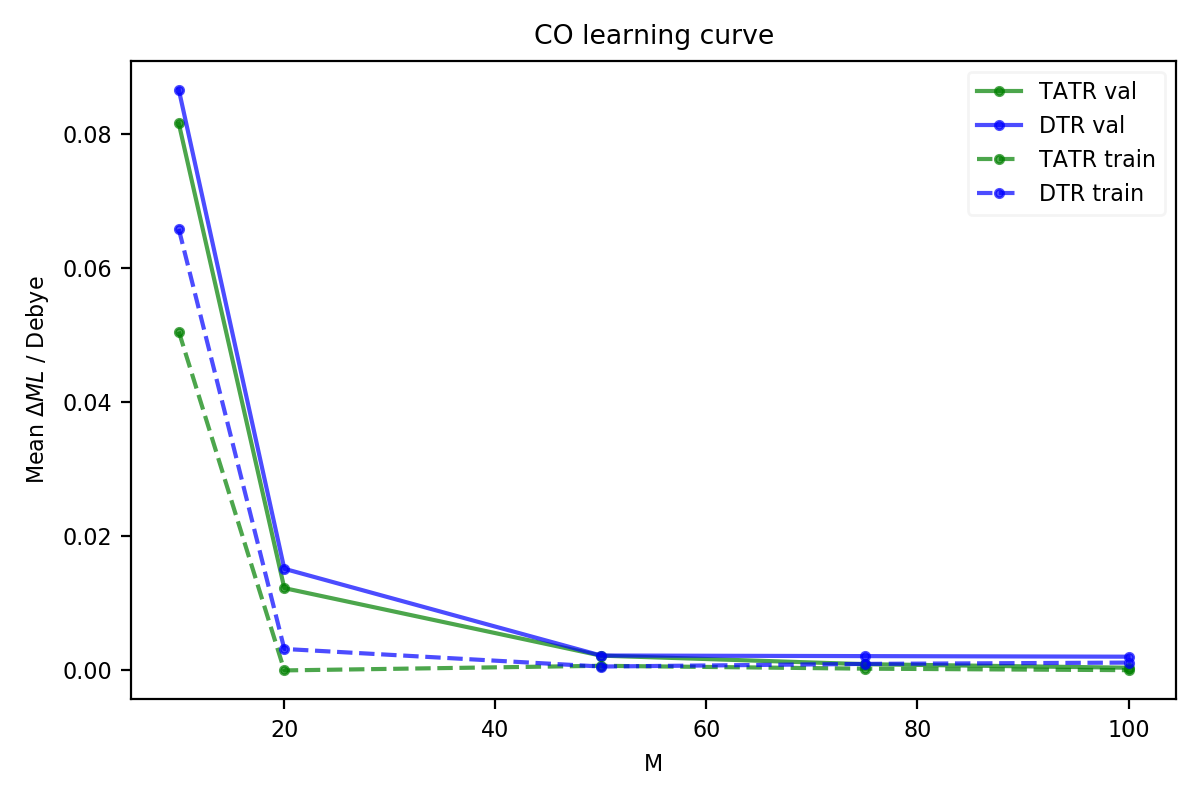 CO learning curve
TATR val
DTR val
TATR train
DTR train
Mean ΔML / Debye
0.08
0.06
0.04
0.02
0.00
20 40 60 80 100
M